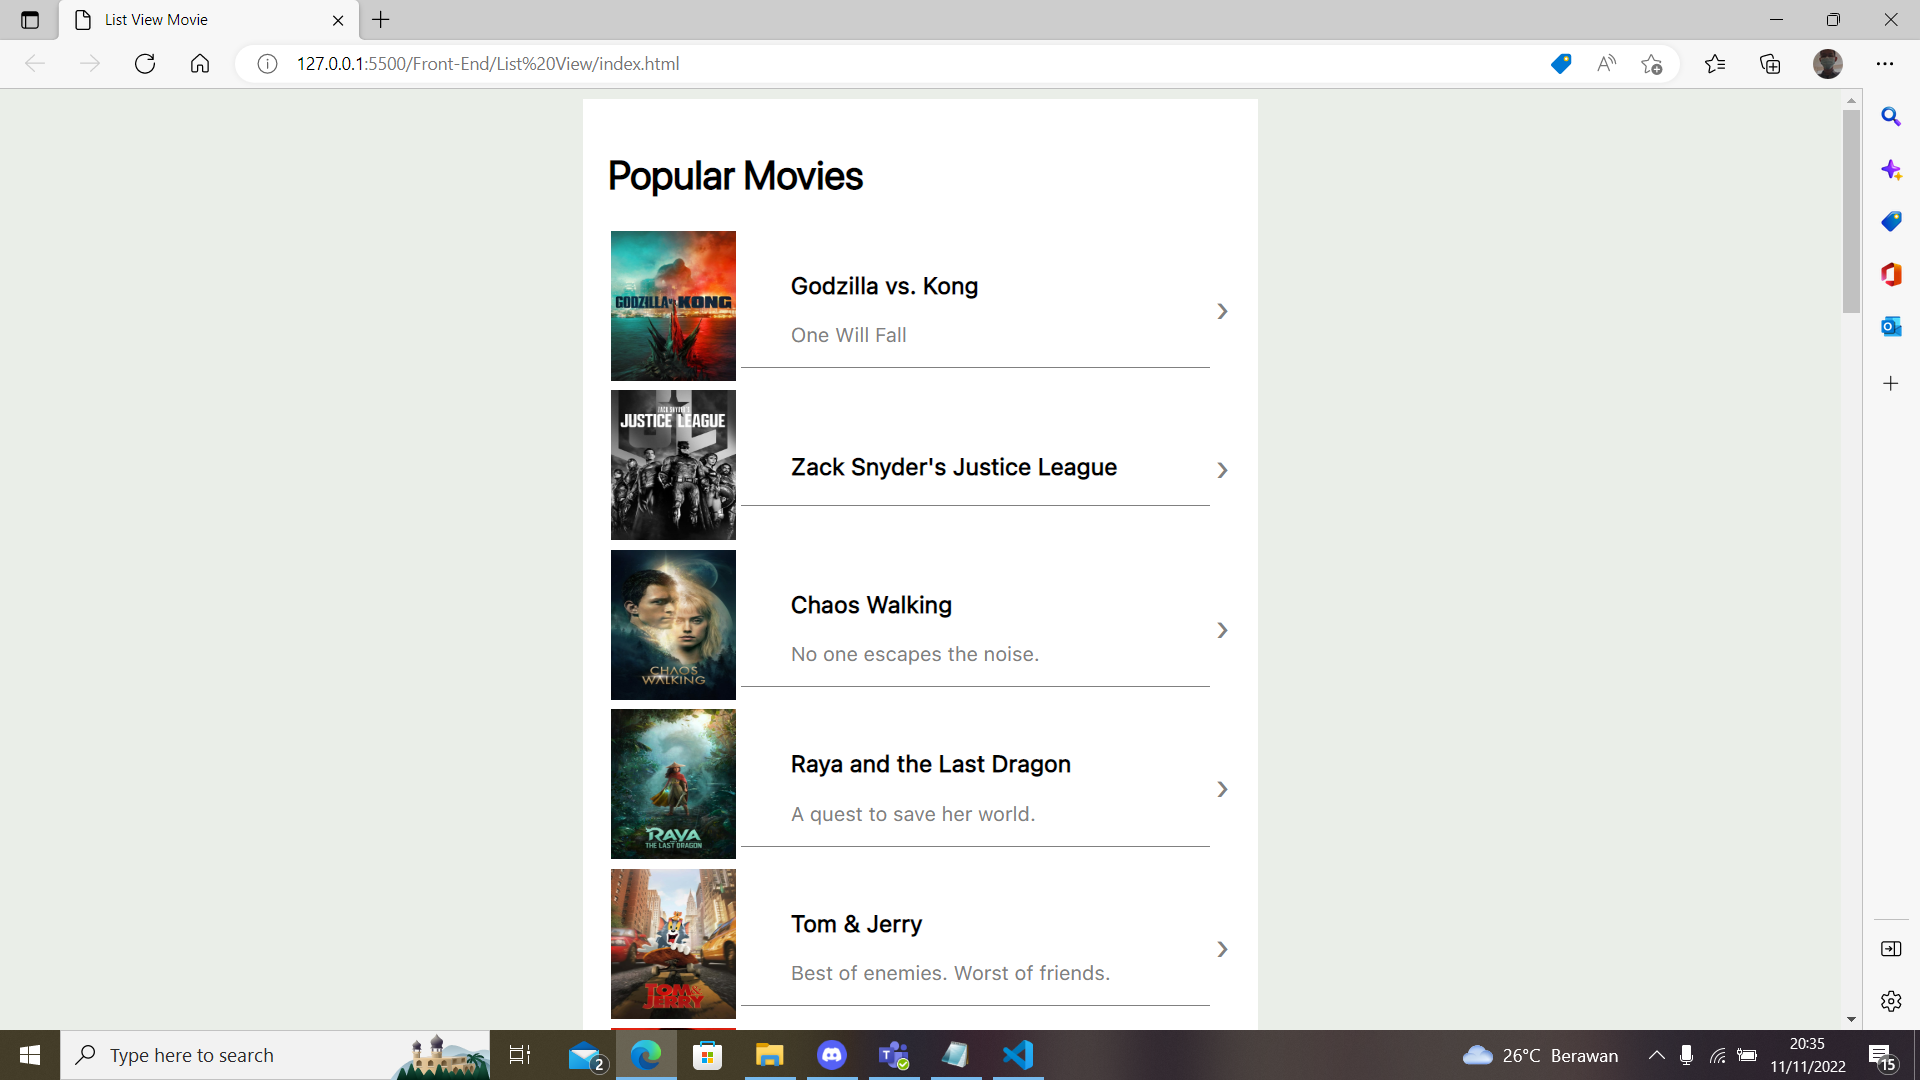 List View Movie
127.0.0.1:5500/Front-End/List%20View/index.html
Popular Movies
GODZILLA VS. KONG
Godzilla vs. Kong
One Will Fall
ZACK SNYDER'S
JUSTICE LEAGUE
Zack Snyder's Justice League
CHAOS
WALKING
Chaos Walking
No one escapes the noise.
RAYA
AND
THE LAST DRAGON
Raya and the Last Dragon
A quest to save her world.
TOM&
JERRY
Tom & Jerry
Best of enemies. Worst of friends.
Type here to search
2
26°C Berawan
20:35
11/11/2022
15